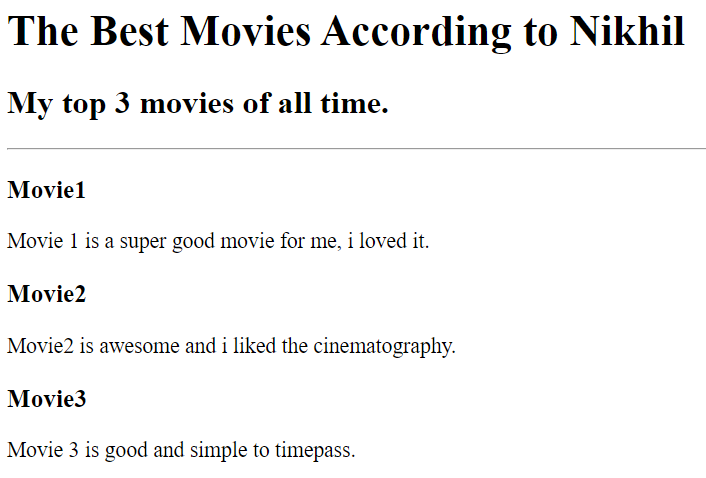 The Best Movies According to Nikhil
My top 3 movies of all time.
Movie1
Movie 1 is a super good movie for me, i loved it.
Movie2
Movie2 is awesome and i liked the cinematography.
Movie3
Movie 3 is good and simple to timepass.